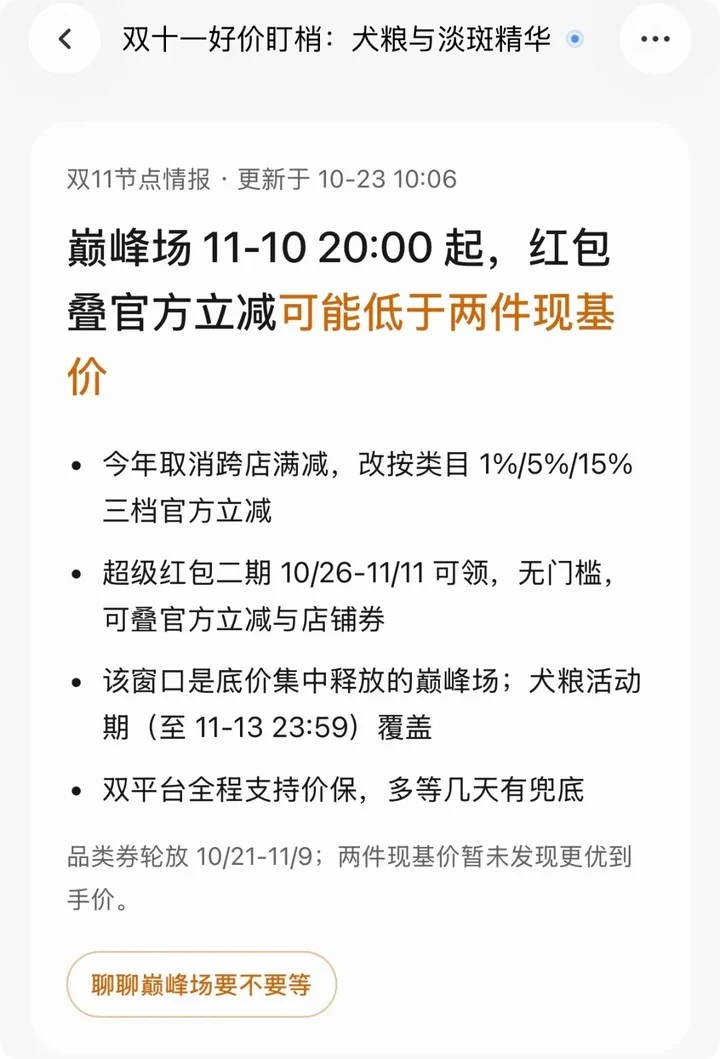 双十一好价盯梢：犬粮与淡斑精华
双11节点情报 · 更新于 10-23 10:06
巅峰场 11-10 20:00 起，红包
叠官方立减可能低于两件现基
价
• 今年取消跨店满减，改按类目 1%/5%/15%
三档官方立减
• 超级红包二期 10/26-11/11 可领，无门槛，
可叠官方立减与店铺券
• 该窗口是底价集中释放的巅峰场；犬粮活动
期（至 11-13 23:59）覆盖
• 双平台全程支持价保，多等几天有兜底
品类券轮放 10/21-11/9；两件现基价暂未发现更优到
手价。
聊聊巅峰场要不要等